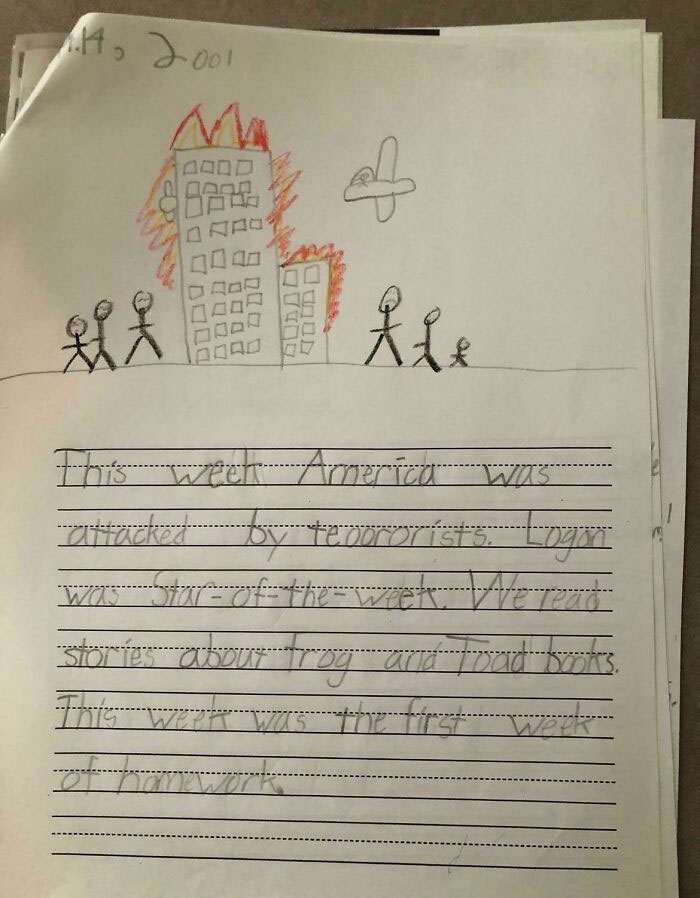 14, 2001
This week America was
attacked by teoororists. Logan
was Star-of-the-week. We read
stories about frog and Toad books.
This week was the first week
of homework.